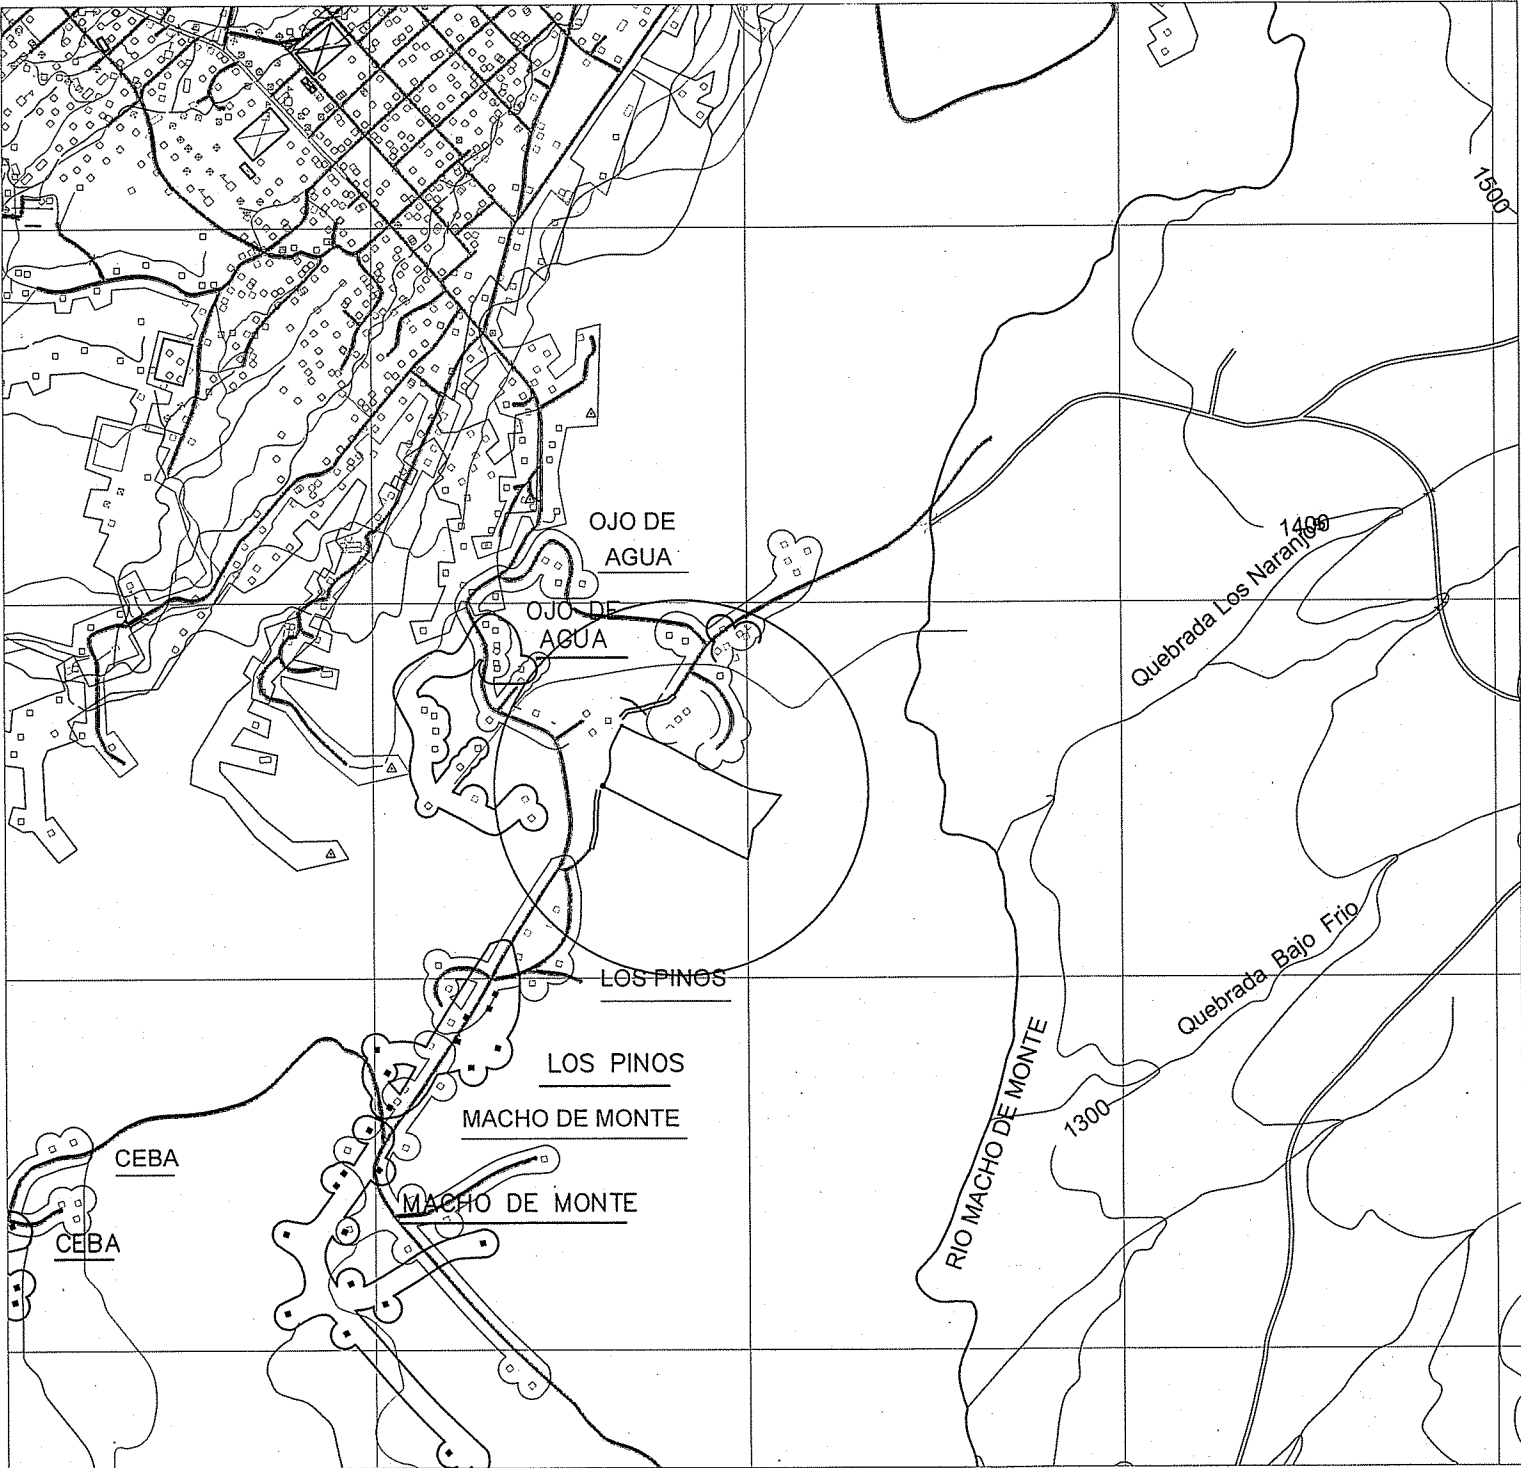 1500
OJO DE
AGUA
1400
Quebrada Los Naranjos
OJO DE
AGUA
Quebrada Bajo Frio
LOS PINOS
RIO MACHO DE MONTE
LOS PINOS
MACHO DE MONTE
1300
CEBA
MACHO DE MONTE
CEBA